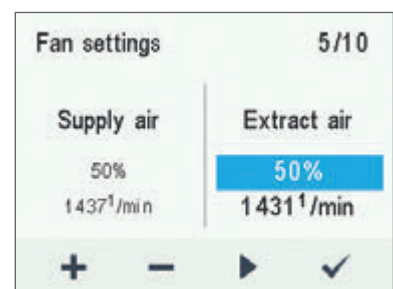 Fan settings 5/10
Supply air Extract air
50% 50%
1437¹/min 1431¹/min